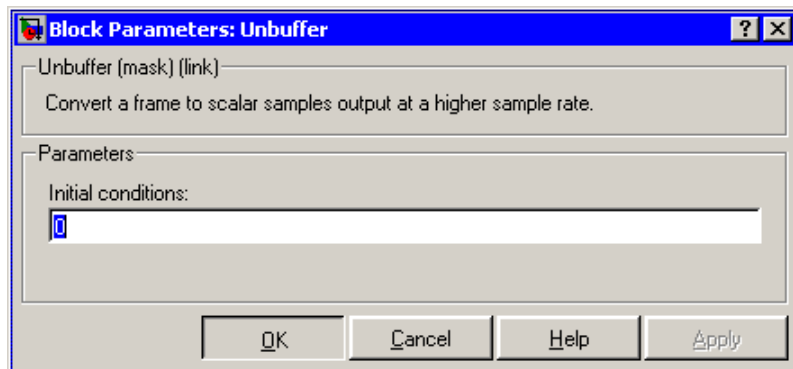 Block Parameters: Unbuffer
Unbuffer (mask) (link)
Convert a frame to scalar samples output at a higher sample rate.
Parameters
Initial conditions:
0
OK Cancel Help Apply